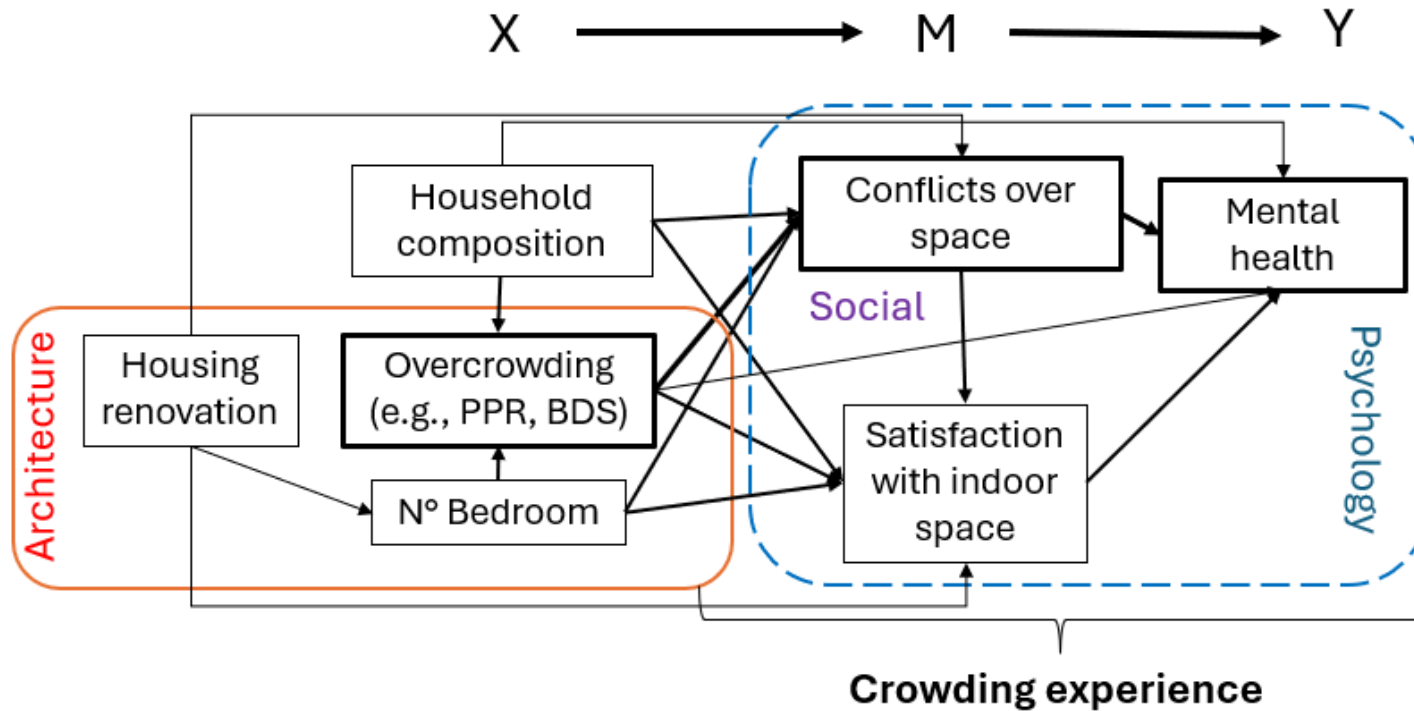 X
M
Y
Household
composition
Conflicts over
space
Mental
health
Social
Architecture
Housing
renovation
Overcrowding
(e.g., PPR, BDS)
N° Bedroom
Satisfaction
with indoor
space
Psychology
Crowding experience